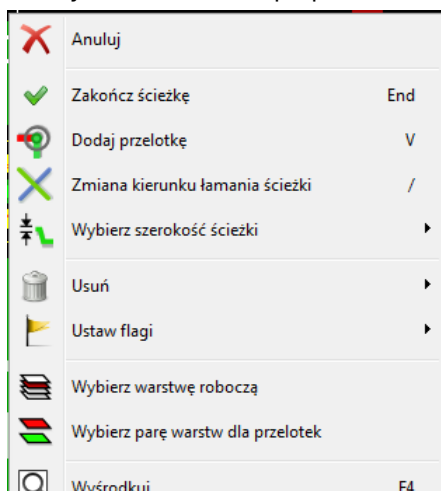 Anuluj
Zakończ ścieżkę End
Dodaj przelotkę V
Zmiana kierunku łamania ścieżki /
Wybierz szerokość ścieżki
Usuń
Ustaw flagi
Wybierz warstwę roboczą
Wybierz parę warstw dla przelotek
Wyśrodkuj F4